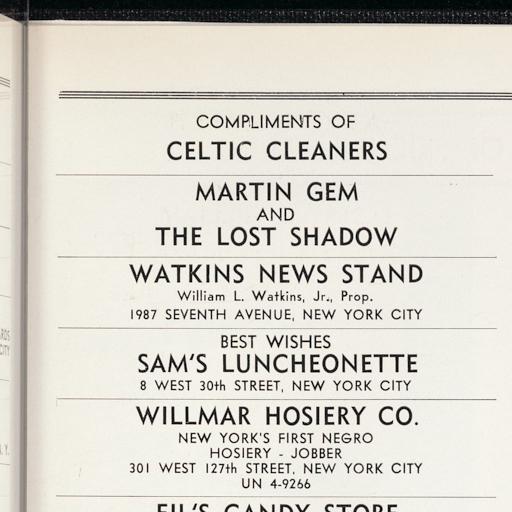 COMPLIMENTS OF
CELTIC CLEANERS
MARTIN GEM
AND
THE LOST SHADOW
WATKINS NEWS STAND
William L. Watkins, Jr., Prop.
1987 SEVENTH AVENUE, NEW YORK CITY
BEST WISHES
SAM'S LUNCHEONETTE
8 WEST 30th STREET, NEW YORK CITY
WILLMAR HOSIERY CO.
NEW YORK'S FIRST NEGRO
HOSIERY - JOBBER
301 WEST 127th STREET, NEW YORK CITY
UN 4-9266
CANDY STORE